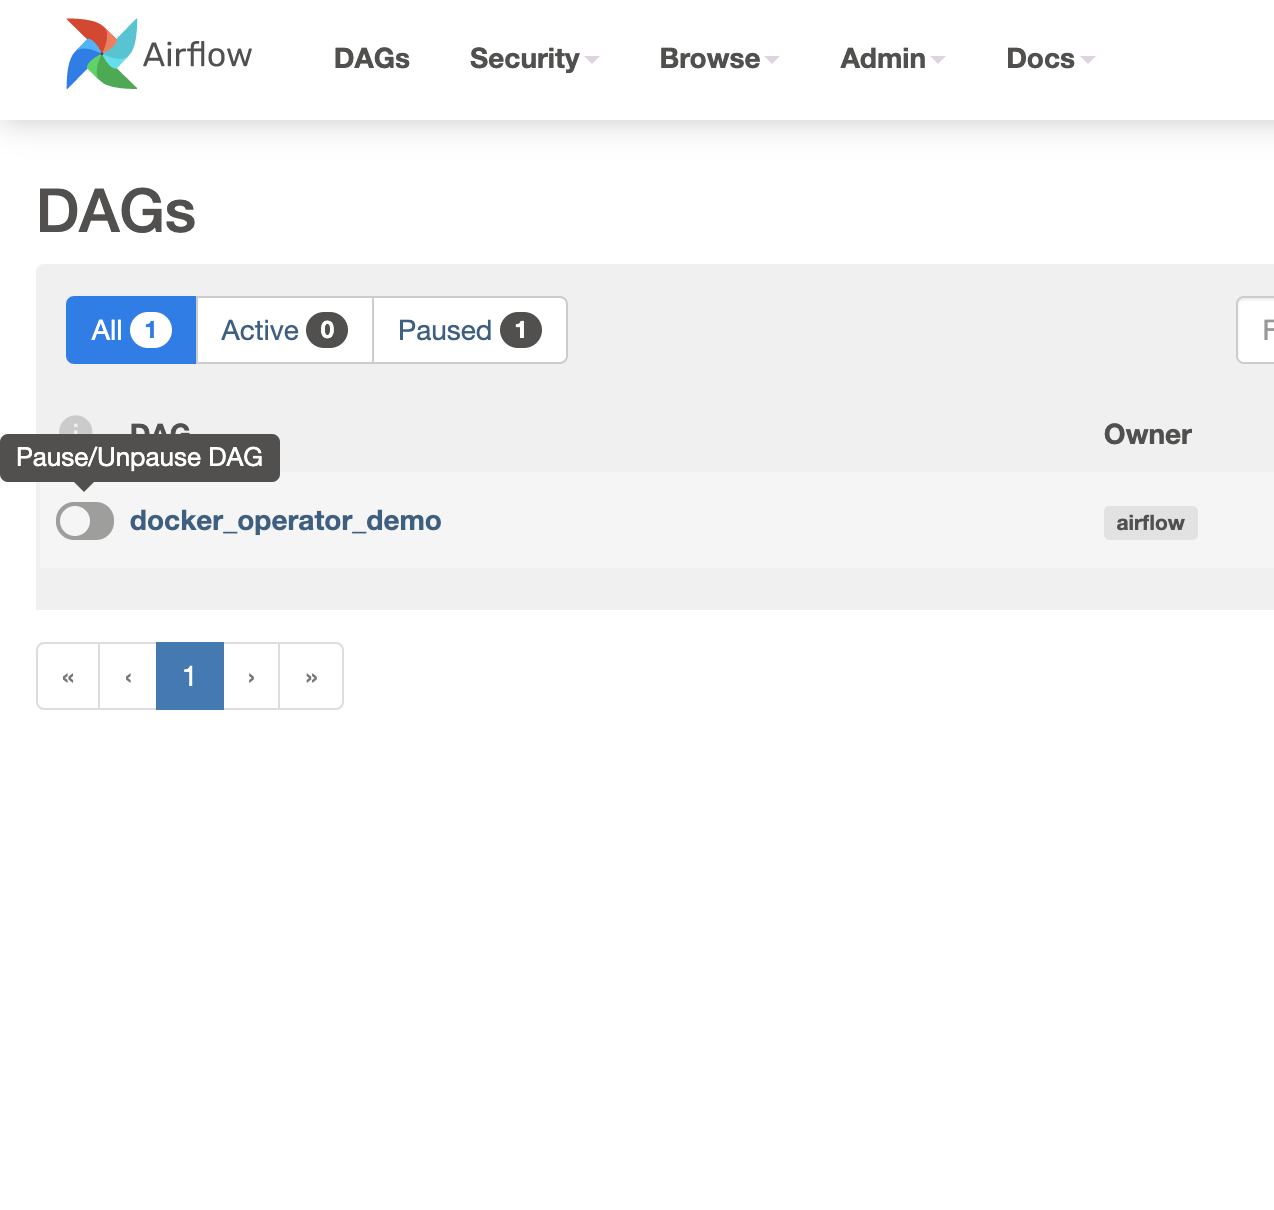 Airflow DAGs Security Browse Admin Docs
DAGs
All 1 Active 0 Paused 1
DAG Owner
Pause/Unpause DAG
docker_operator_demo airflow
« ‹ 1 › »